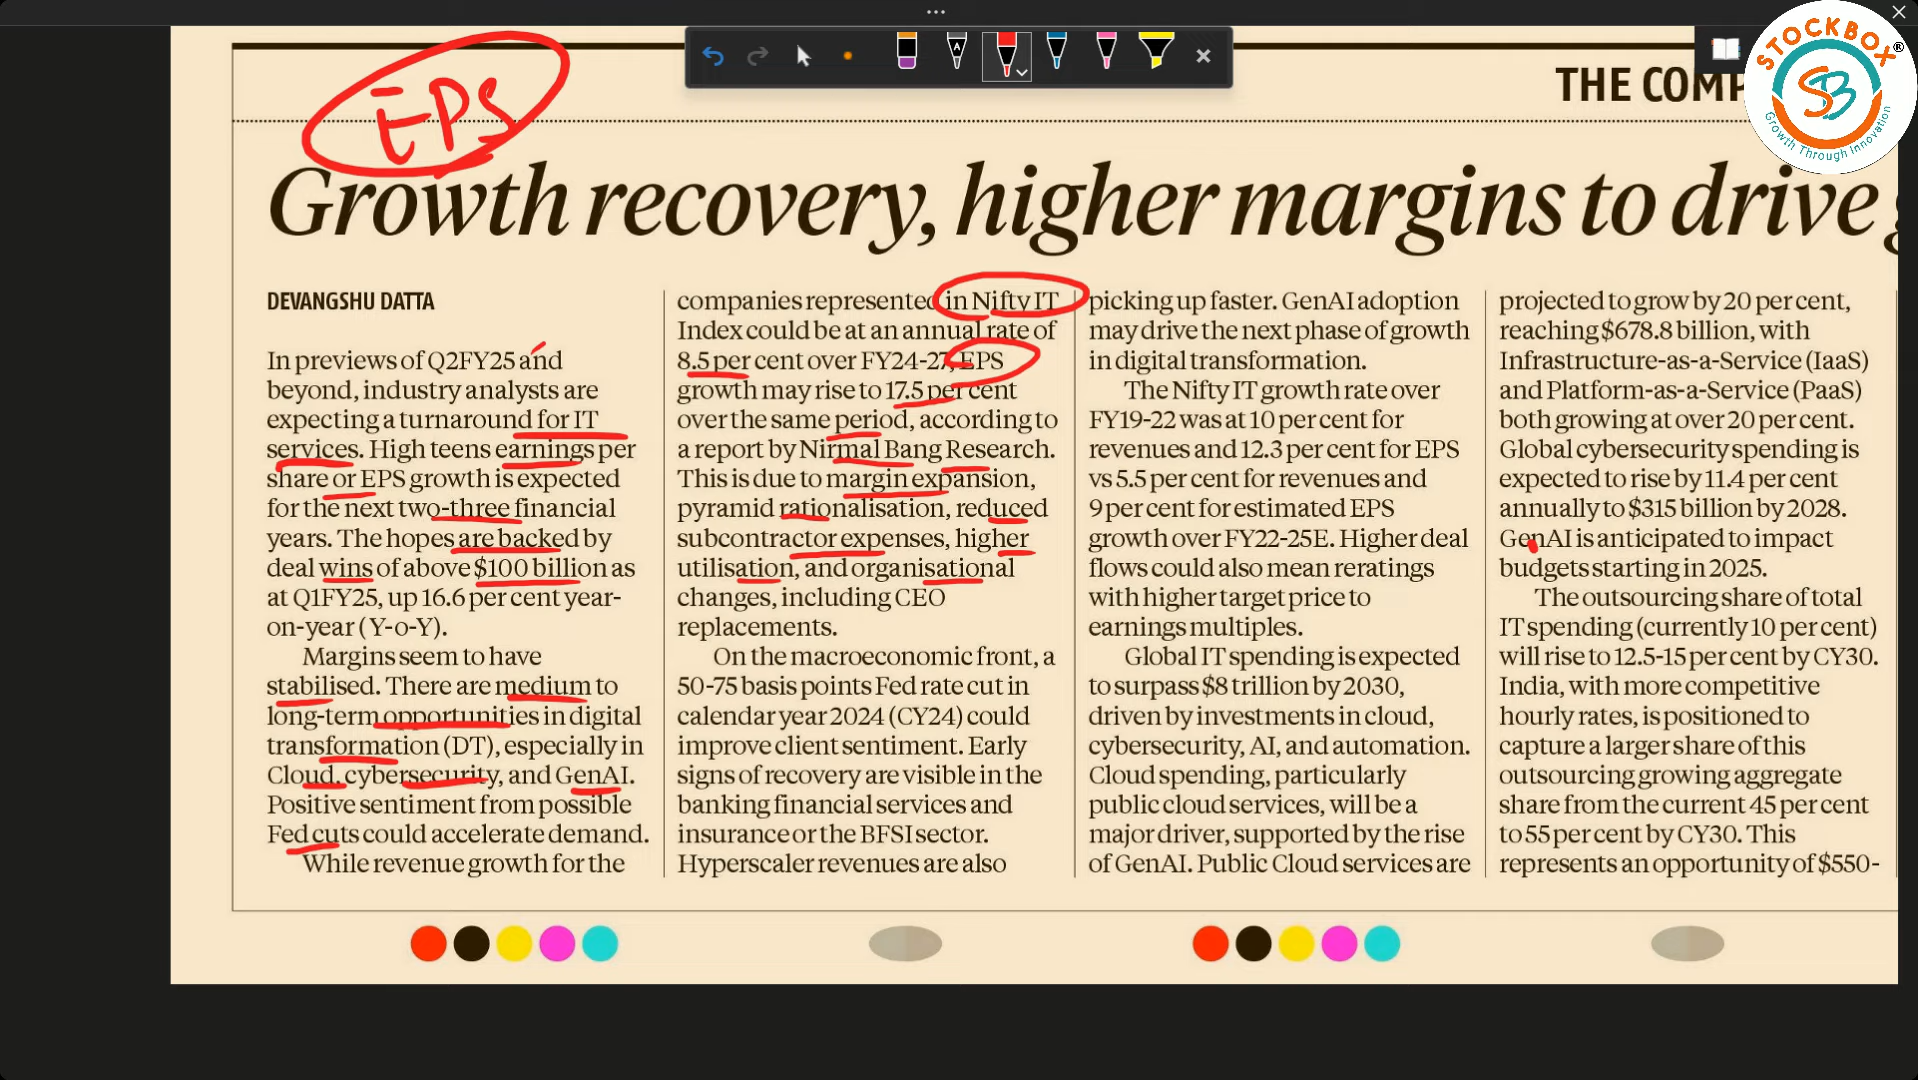 STOCKBOX®
SB
Growth Through Innovation
A
THE COMP
EPS
Growth recovery, higher margins to drive
DEVANGSHU DATTA
In previews of Q2FY25 and
beyond, industry analysts are
expecting a turnaround for IT
services. High teens earnings per
share or EPS growth is expected
for the next two-three financial
years. The hopes are backed by
deal wins of above $100 billion as
at Q1FY25, up 16.6 per cent year-
on-year (Y-o-Y).
Margins seem to have
stabilised. There are medium to
long-term opportunities in digital
transformation (DT), especially in
Cloud, cybersecurity, and GenAI.
Positive sentiment from possible
Fed cuts could accelerate demand.
While revenue growth for the
companies represented in Nifty IT
Index could be at an annual rate of
8.5 per cent over FY24-27, EPS
growth may rise to 17.5 per cent
over the same period, according to
a report by Nirmal Bang Research.
This is due to margin expansion,
pyramid rationalisation, reduced
subcontractor expenses, higher
utilisation, and organisational
changes, including CEO
replacements.
On the macroeconomic front, a
50-75 basis points Fed rate cut in
calendar year 2024 (CY24) could
improve client sentiment. Early
signs of recovery are visible in the
banking financial services and
insurance or the BFSI sector.
Hyperscaler revenues are also
picking up faster. GenAI adoption
may drive the next phase of growth
in digital transformation.
The Nifty IT growth rate over
FY19-22 was at 10 per cent for
revenues and 12.3 per cent for EPS
vs 5.5 per cent for revenues and
9 per cent for estimated EPS
growth over FY22-25E. Higher deal
flows could also mean reratings
with higher target price to
earnings multiples.
Global IT spending is expected
to surpass $8 trillion by 2030,
driven by investments in cloud,
cybersecurity, AI, and automation.
Cloud spending, particularly
public cloud services, will be a
major driver, supported by the rise
of GenAI. Public Cloud services are
projected to grow by 20 per cent,
reaching $678.8 billion, with
Infrastructure-as-a-Service (IaaS)
and Platform-as-a-Service (PaaS)
both growing at over 20 per cent.
Global cybersecurity spending is
expected to rise by 11.4 per cent
annually to $315 billion by 2028.
GenAI is anticipated to impact
budgets starting in 2025.
The outsourcing share of total
IT spending (currently 10 per cent)
will rise to 12.5-15 per cent by CY30.
India, with more competitive
hourly rates, is positioned to
capture a larger share of this
outsourcing growing aggregate
share from the current 45 per cent
to 55 per cent by CY30. This
represents an opportunity of $550-